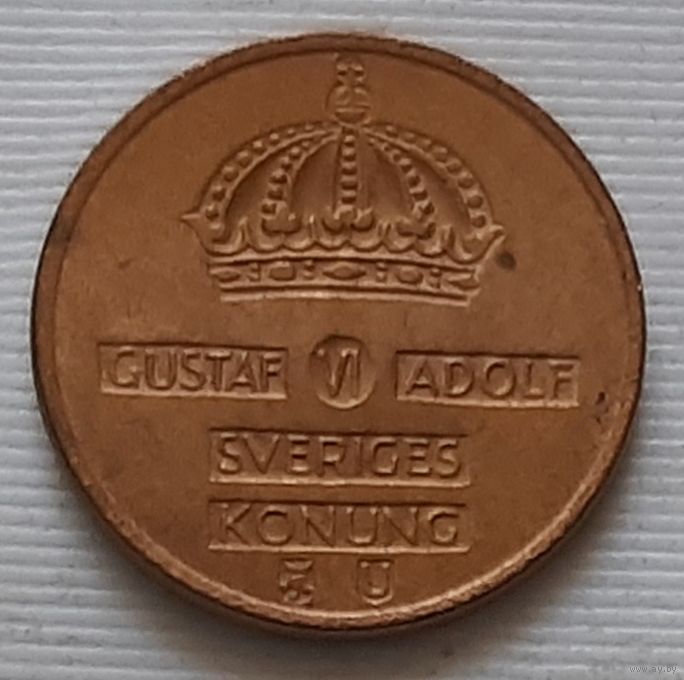 GUSTAF VI ADOLF
SVERIGES
KONUNG
U